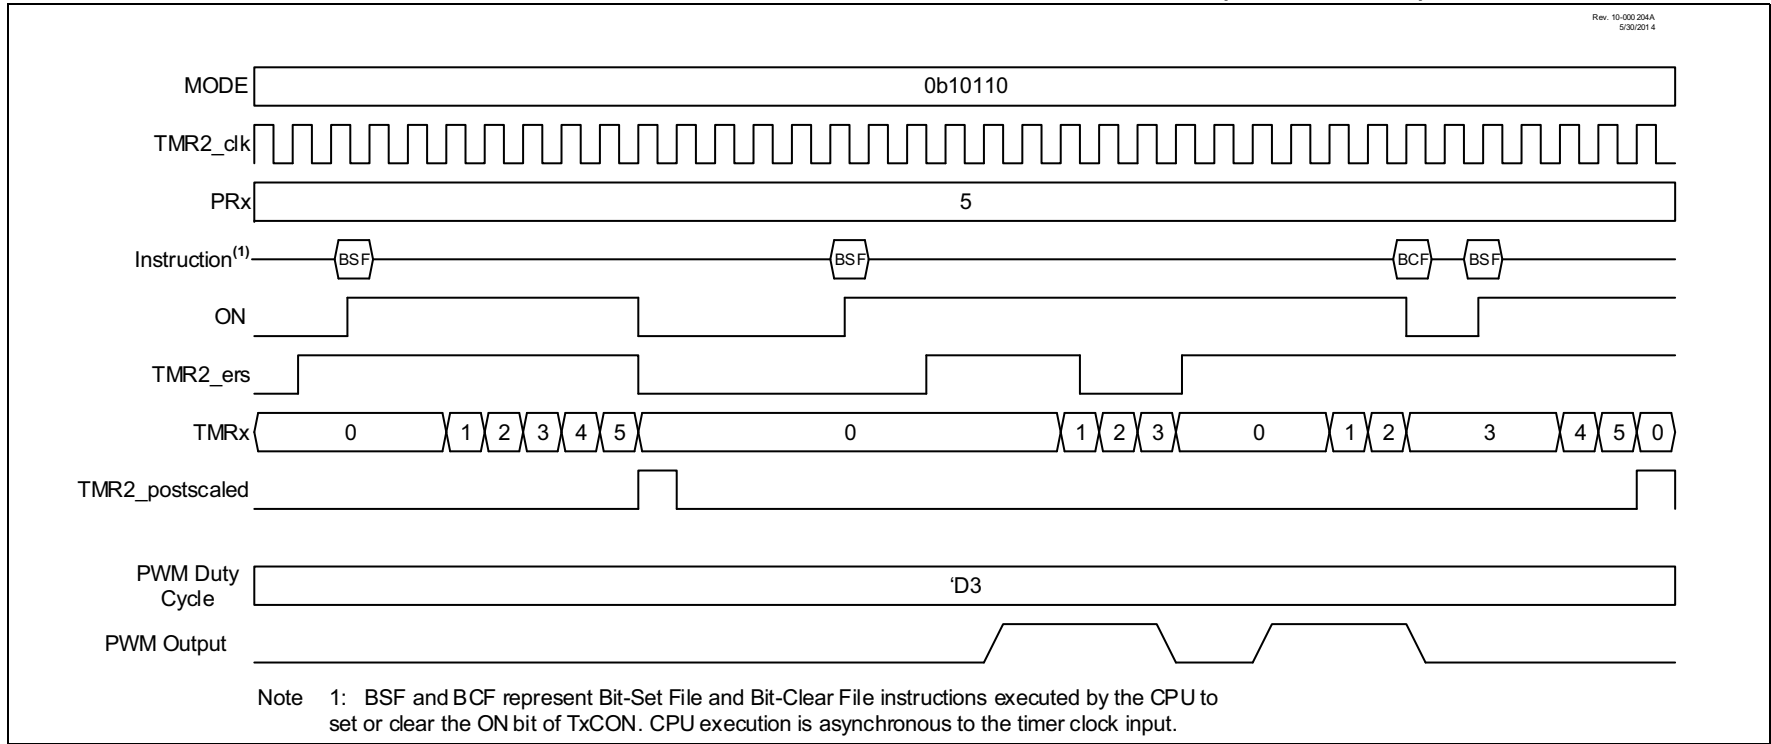 Rev. 10-000204A
5/30/2014
MODE 0b10110
TMR2_clk
PRx 5
Instruction(1) BSF BSF BCF BSF
ON
TMR2_ers
TMRx 0 1 2 3 4 5 0 1 2 3 0 1 2 3 4 5 0
TMR2_postscaled
PWM Duty
Cycle
'D3
PWM Output
Note 1: BSF and BCF represent Bit-Set File and Bit-Clear File instructions executed by the CPU to
set or clear the ON bit of TxCON. CPU execution is asynchronous to the timer clock input.